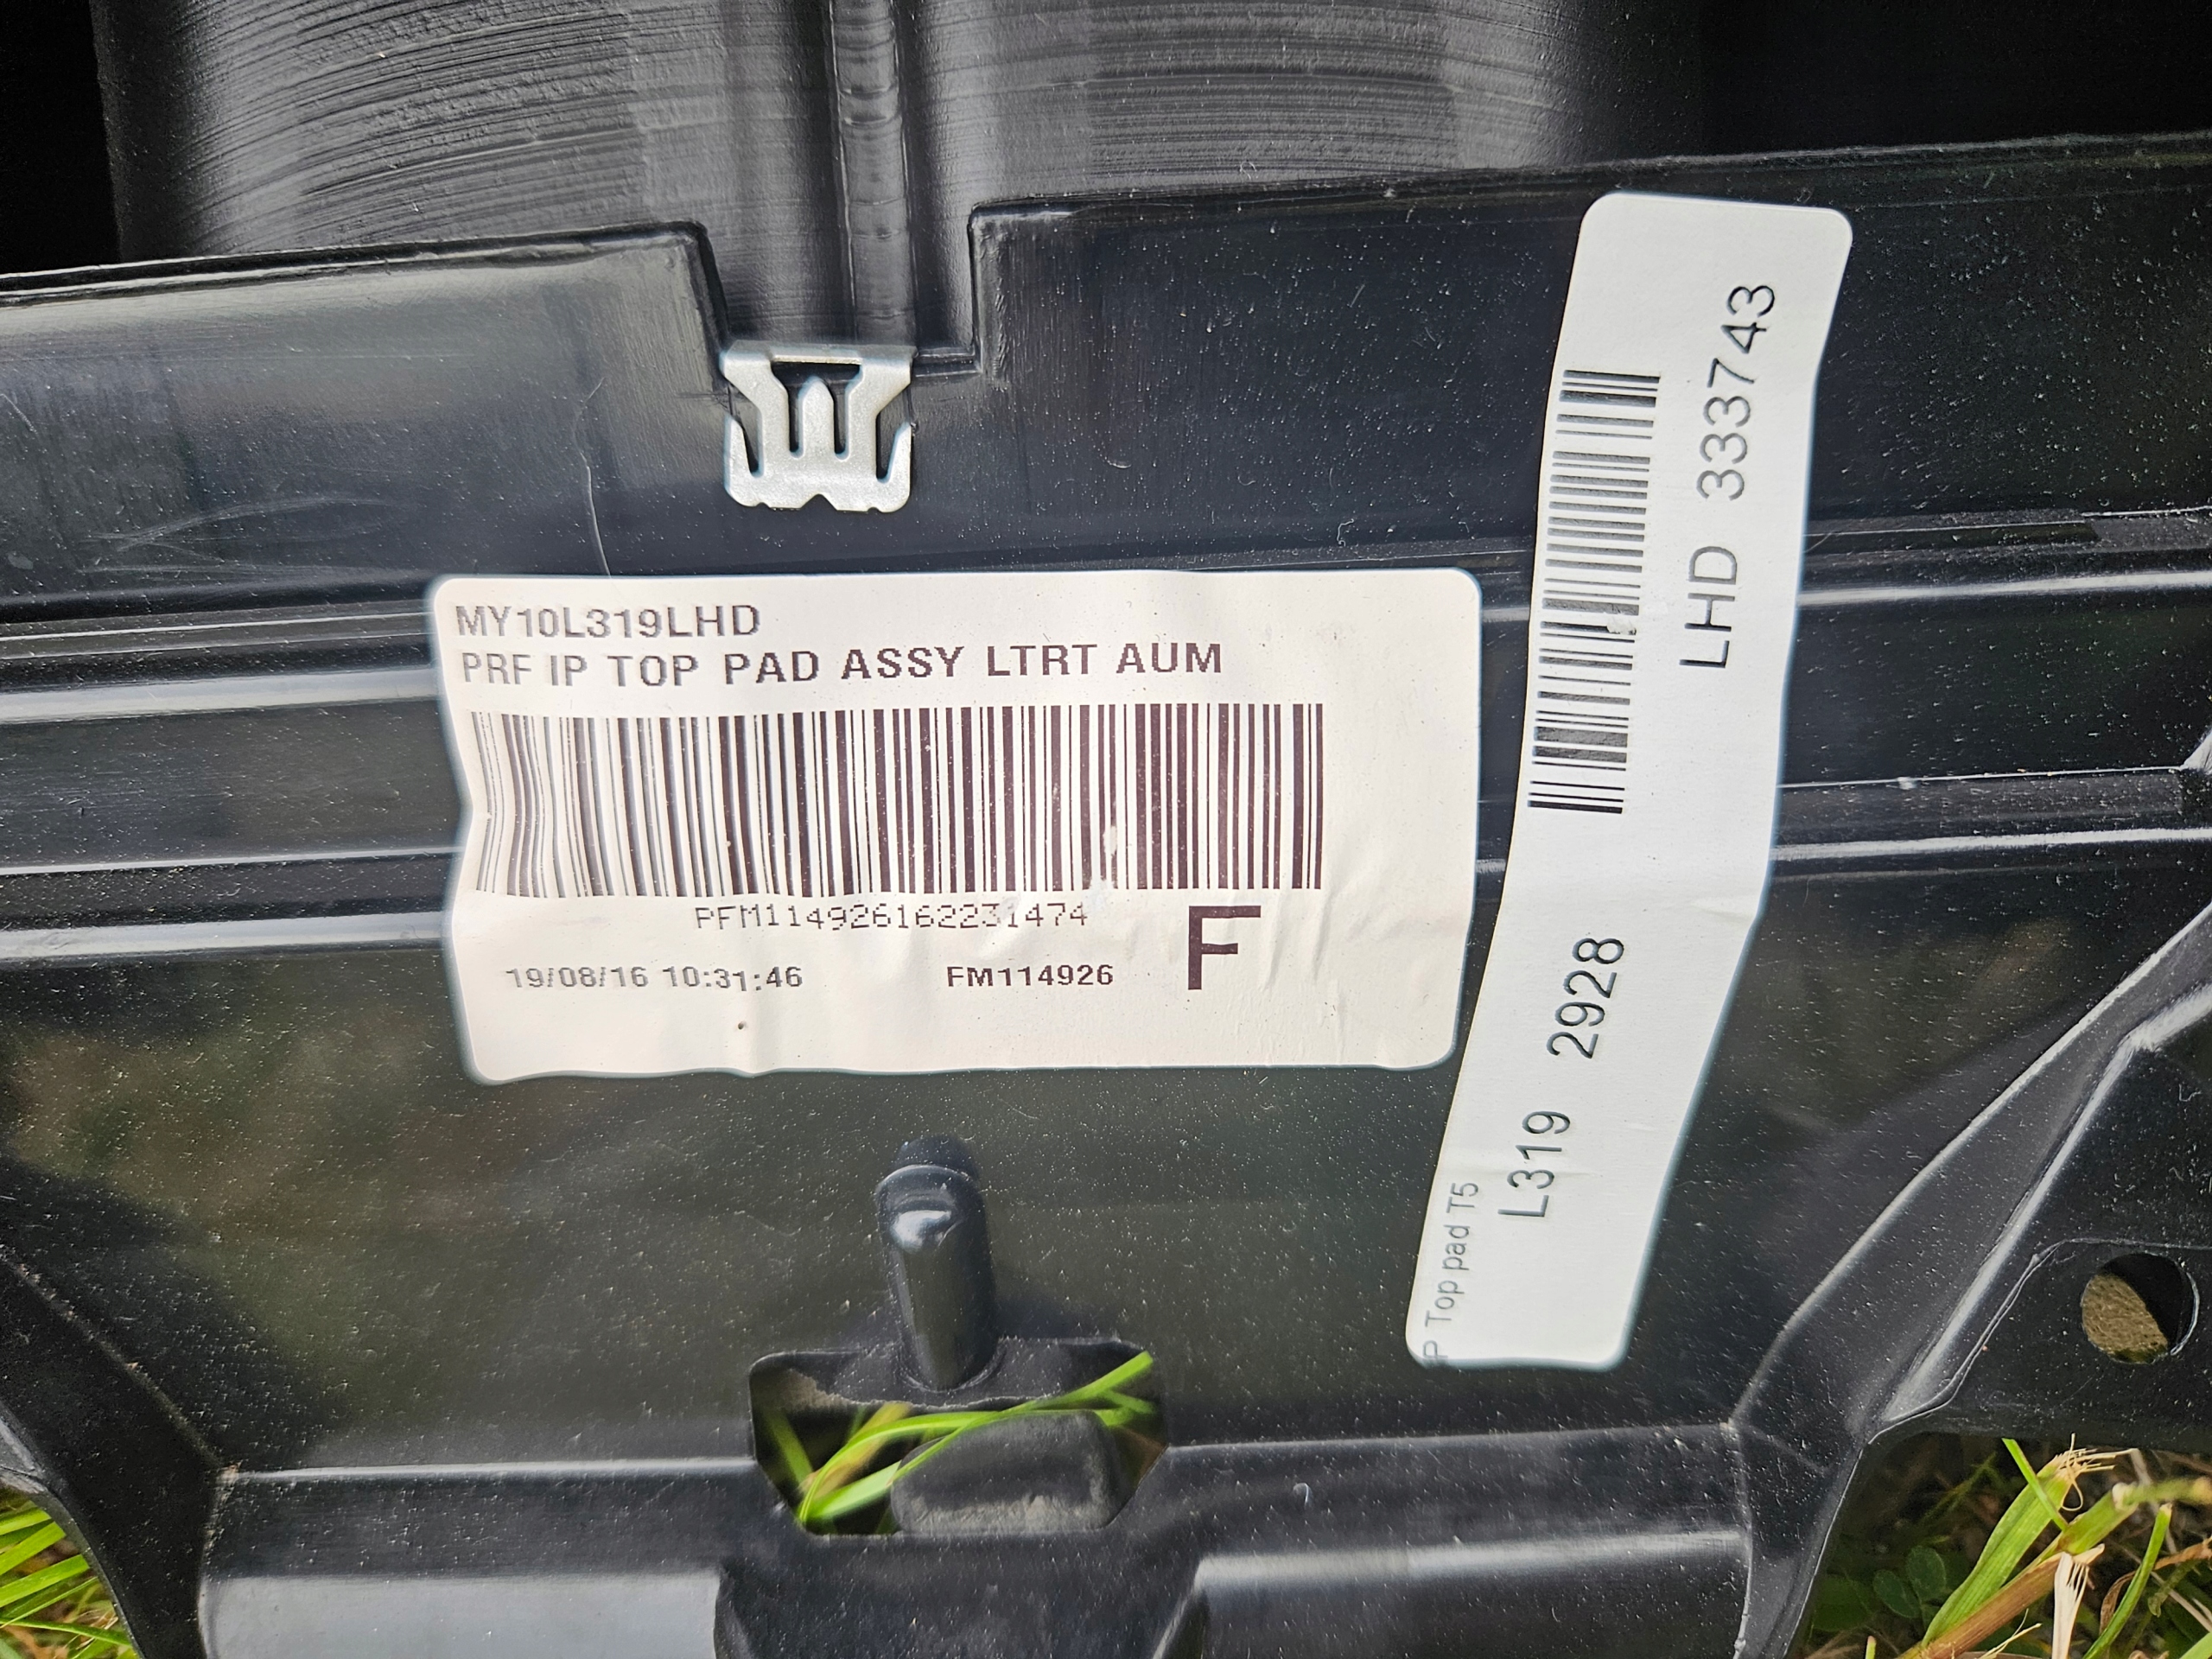 MY10L319LHD
PRF IP TOP PAD ASSY LTRT AUM
PFM114926162231474
19/08/16 10:31:46 FM114926 F
LHD 333743
L319 2928
P Top pad T5